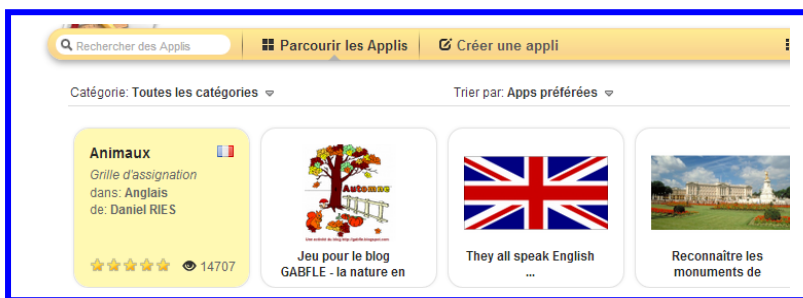 Rechercher des Applis
Parcourir les Applis
Créer une appli
Catégorie: Toutes les catégories
Trier par: Apps préférées
Animaux
Grille d'assignation
dans: Anglais
de: Daniel RIES
14707
Automne
Jeu pour le blog
GABFLE - la nature en
They all speak English
...
Reconnaître les
monuments de